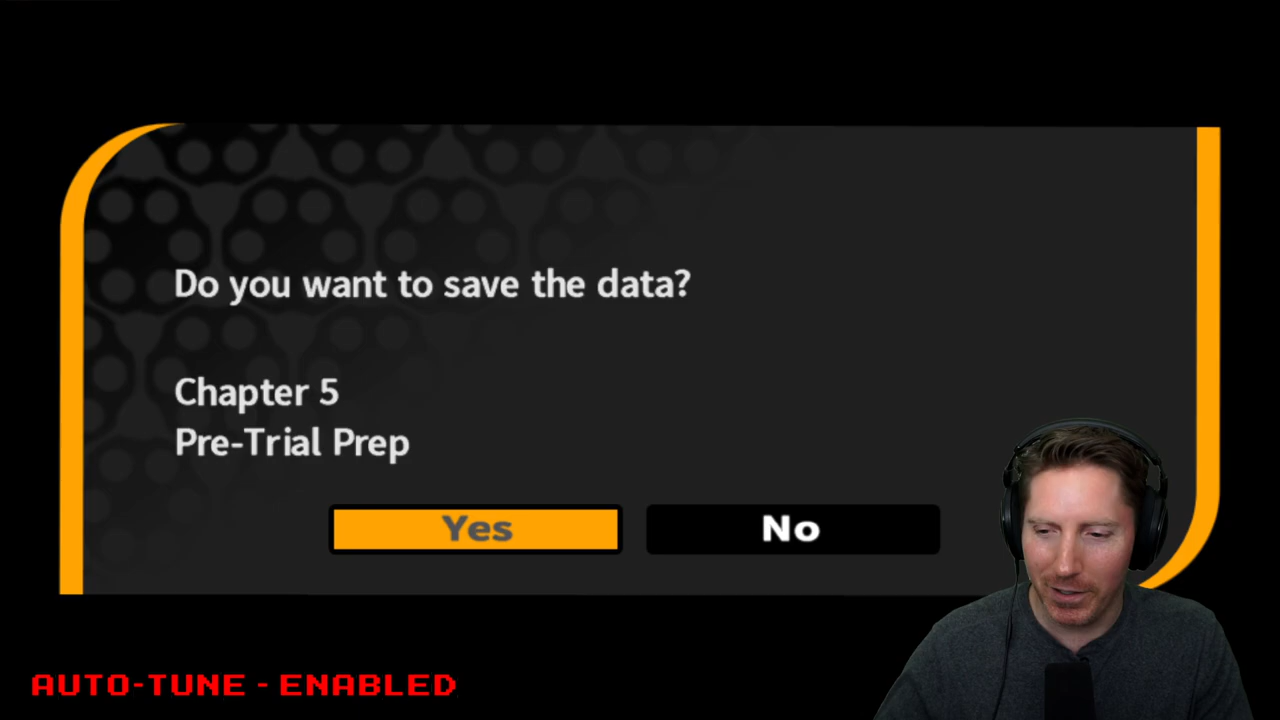 Do you want to save the data?
Chapter 5
Pre-Trial Prep
Yes
No
AUTO-TUNE - ENABLED